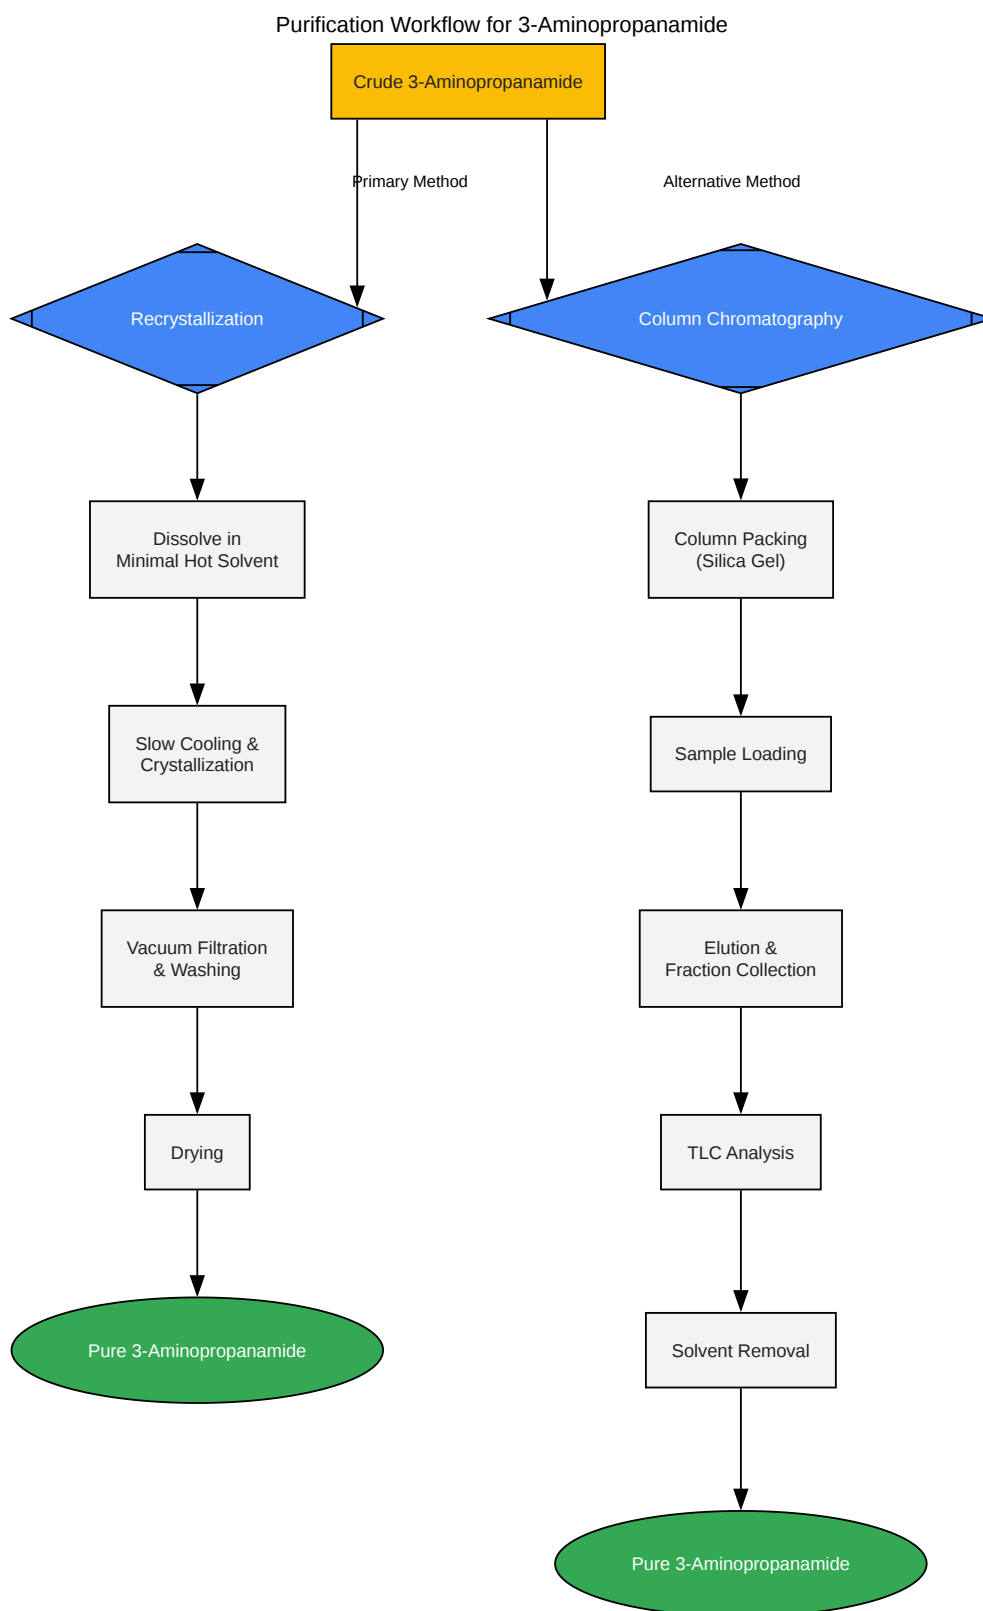 Purification Workflow for 3-Aminopropanamide
Crude 3-Aminopropanamide
Primary Method
Alternative Method
Recrystallization
Column Chromatography
Dissolve in
Minimal Hot Solvent
Column Packing
(Silica Gel)
Slow Cooling &
Crystallization
Sample Loading
Vacuum Filtration
& Washing
Elution &
Fraction Collection
Drying
TLC Analysis
Pure 3-Aminopropanamide
Solvent Removal
Pure 3-Aminopropanamide